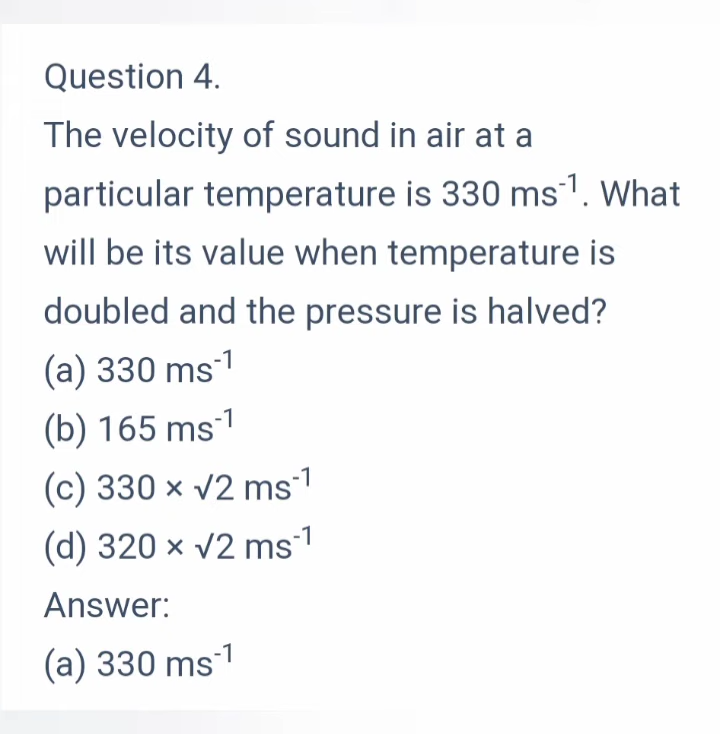 Question 4.
The velocity of sound in air at a
particular temperature is 330 ms⁻¹. What
will be its value when temperature is
doubled and the pressure is halved?
(a) 330 ms⁻¹
(b) 165 ms⁻¹
(c) 330 × √2 ms⁻¹
(d) 320 × √2 ms⁻¹
Answer:
(a) 330 ms⁻¹